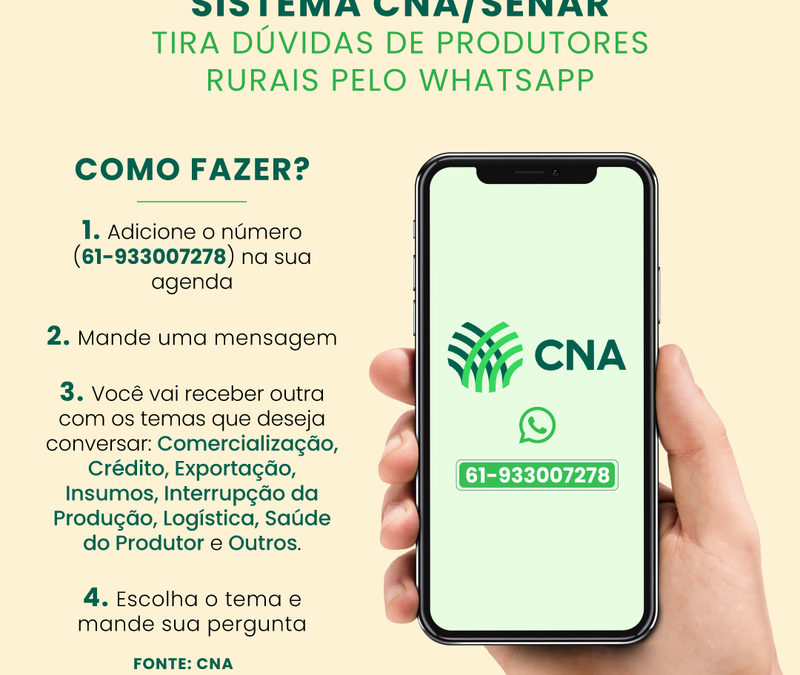 SISTEMA CNA/SENAR
TIRA DÚVIDAS DE PRODUTORES
RURAIS PELO WHATSAPP
COMO FAZER?
1. Adicione o número
(61-933007278) na sua
agenda
2. Mande uma mensagem
3. Você vai receber outra
com os temas que deseja
conversar: Comercialização,
Crédito, Exportação,
Insumos, Interrupção da
Produção, Logística, Saúde
do Produtor e Outros.
4. Escolha o tema e
mande sua pergunta
FONTE: CNA
CNA
61-933007278